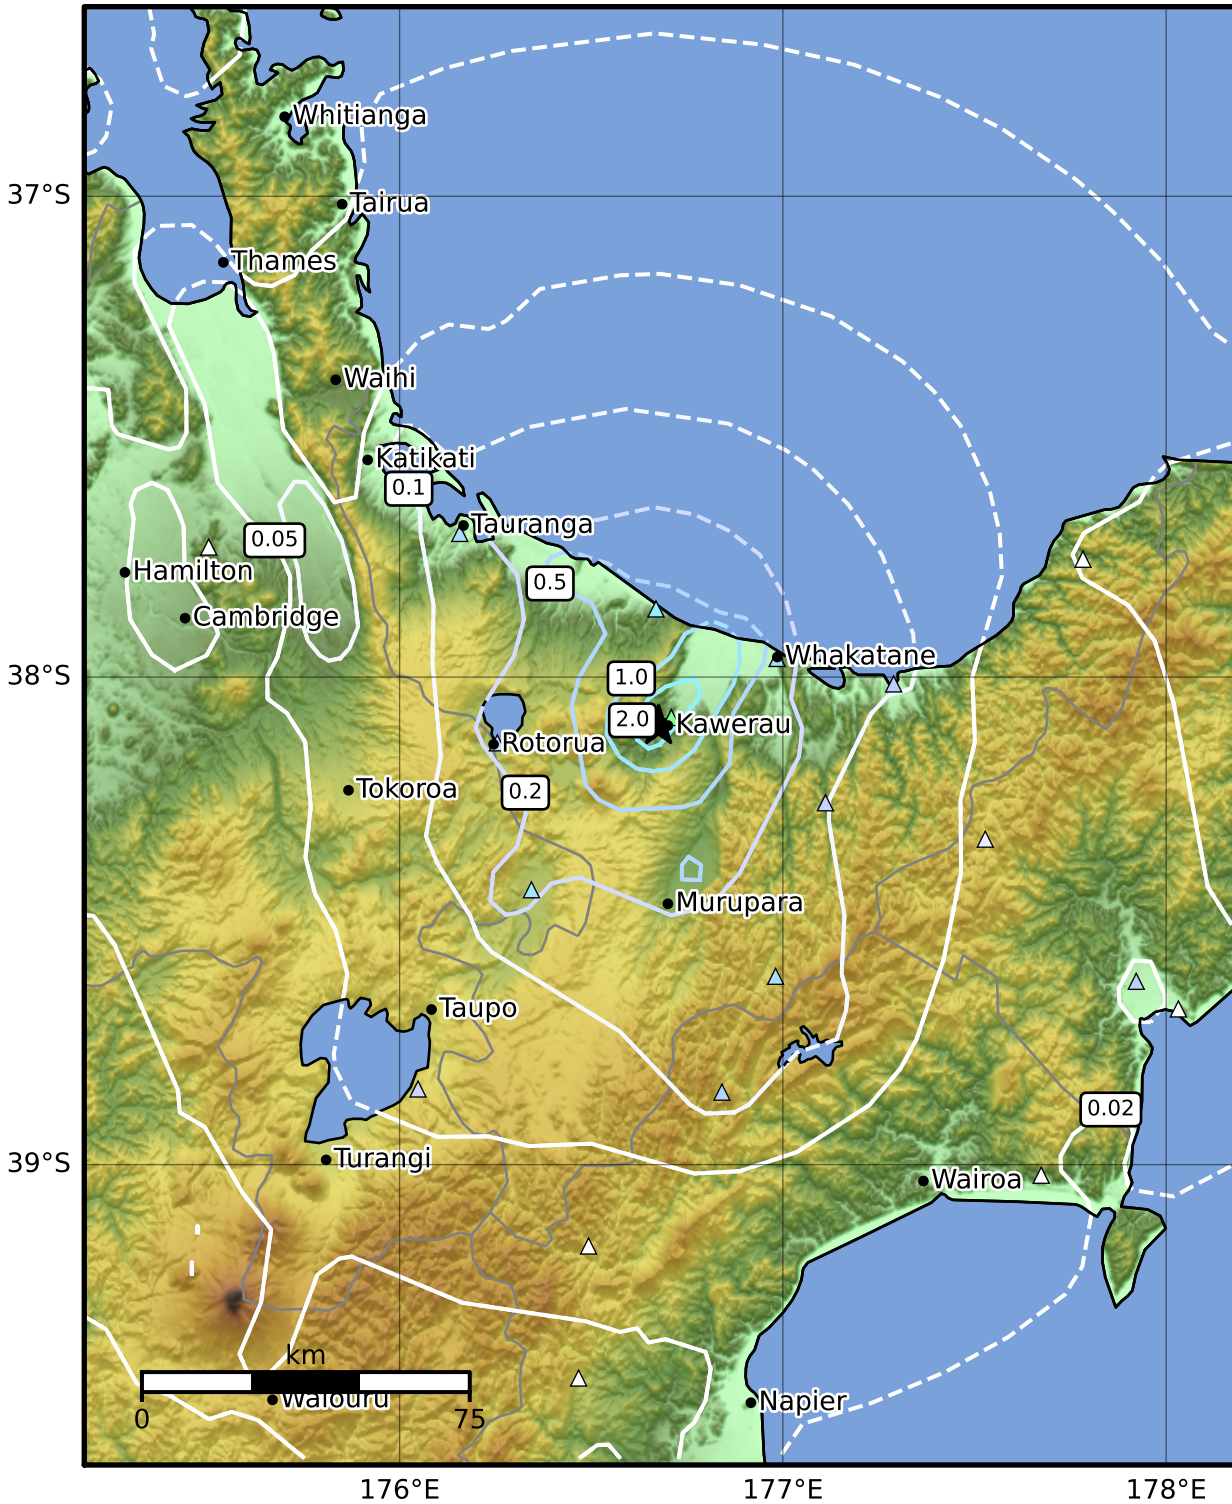 Whitianga
37°S
Tairua
Thames
Waihi
Katikati
0.1
Tauranga
0.05
Hamilton
0.5
Cambridge
Whakatane
38°S
1.0
2.0
Kawerau
Rotorua
Tokoroa
0.2
Murupara
Taupo
0.02
39°S
Turangi
Wairoa
km
Waiouru
Napier
0
75
176°E
177°E
178°E